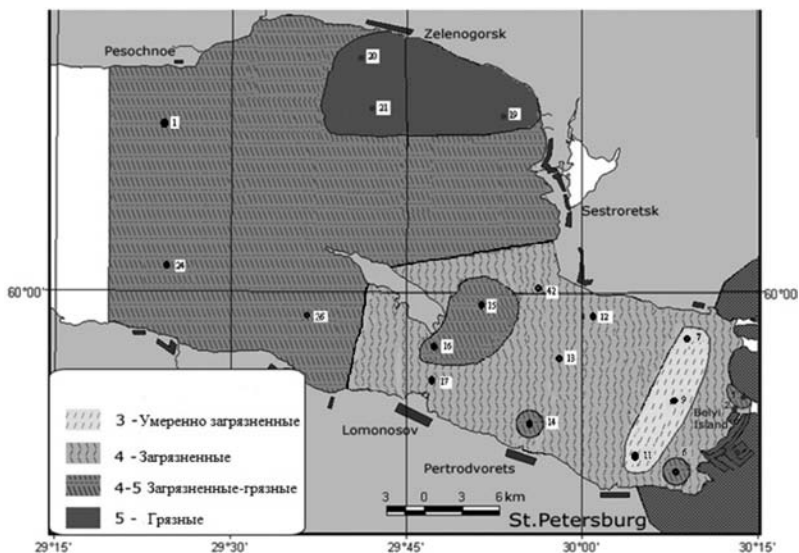 Zelenogorsk
Pesochnoe
20
21
19
1
Sestroretsk
24
42
60°00'
60°00'
15
26
12
16
7
13
17
9
Belyi
Island
14
11
6
3 - Умеренно загрязненные
4 - Загрязненные
4-5 Загрязненные-грязные
5 - Грязные
Lomonosov
Pertrodvorets
3 0 3 6 km
St.Petersburg
29°15'
29°30'
29°45'
30°00'
30°15'